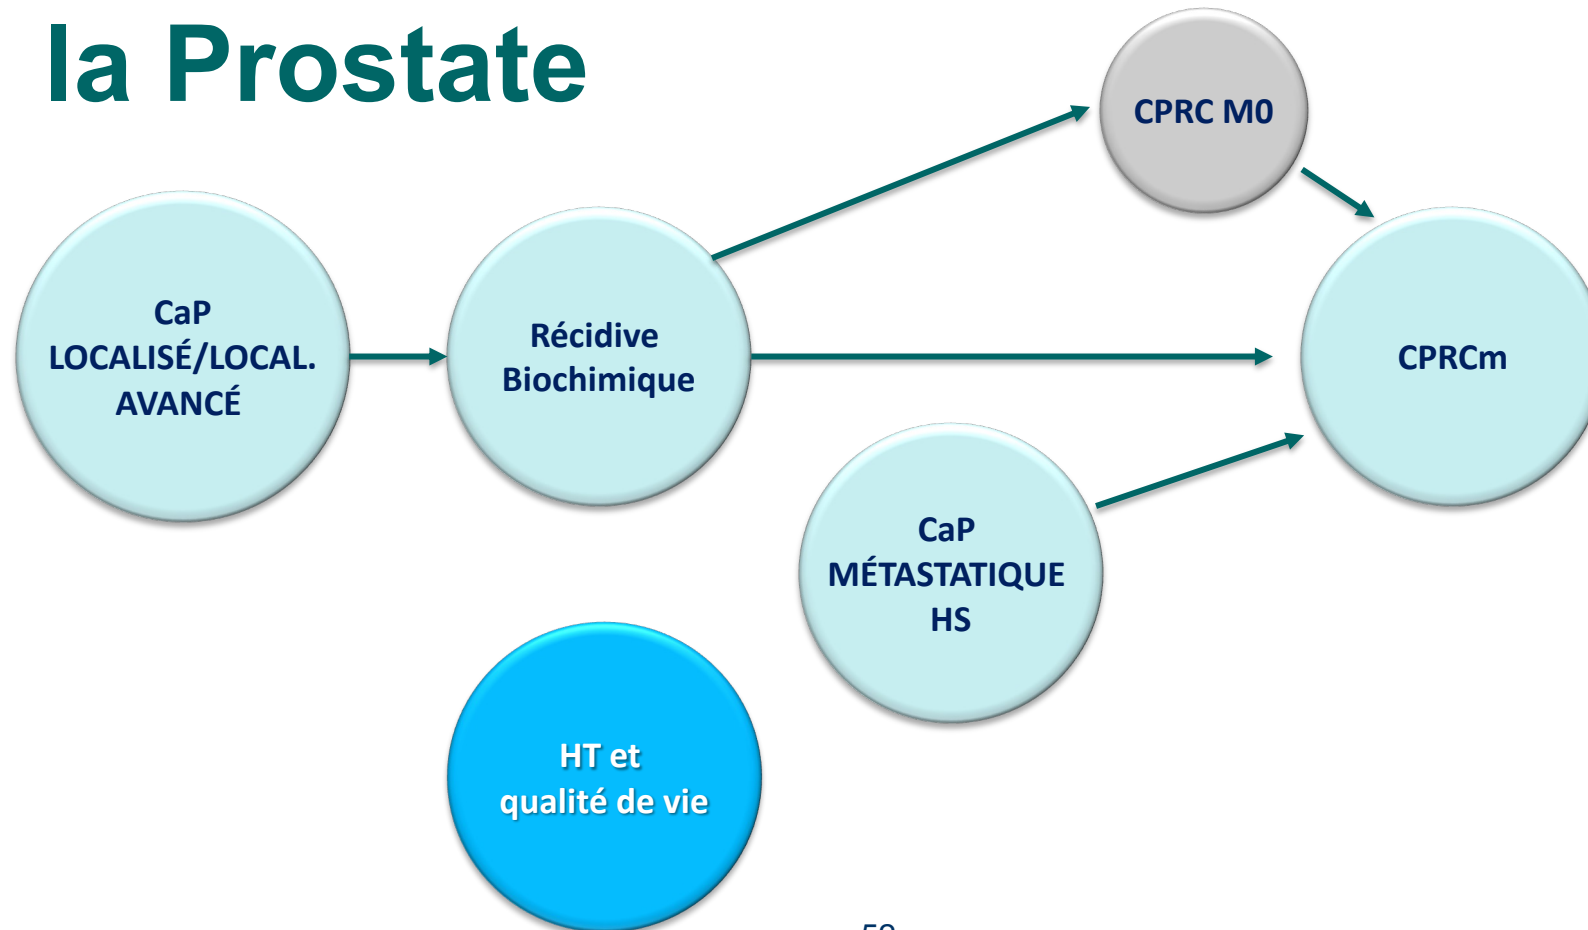 la Prostate
CPRC M0
CaP
LOCALISÉ/LOCAL.
AVANCÉ
Récidive
Biochimique
CPRCm
CaP
MÉTASTATIQUE
HS
HT et
qualité de vie